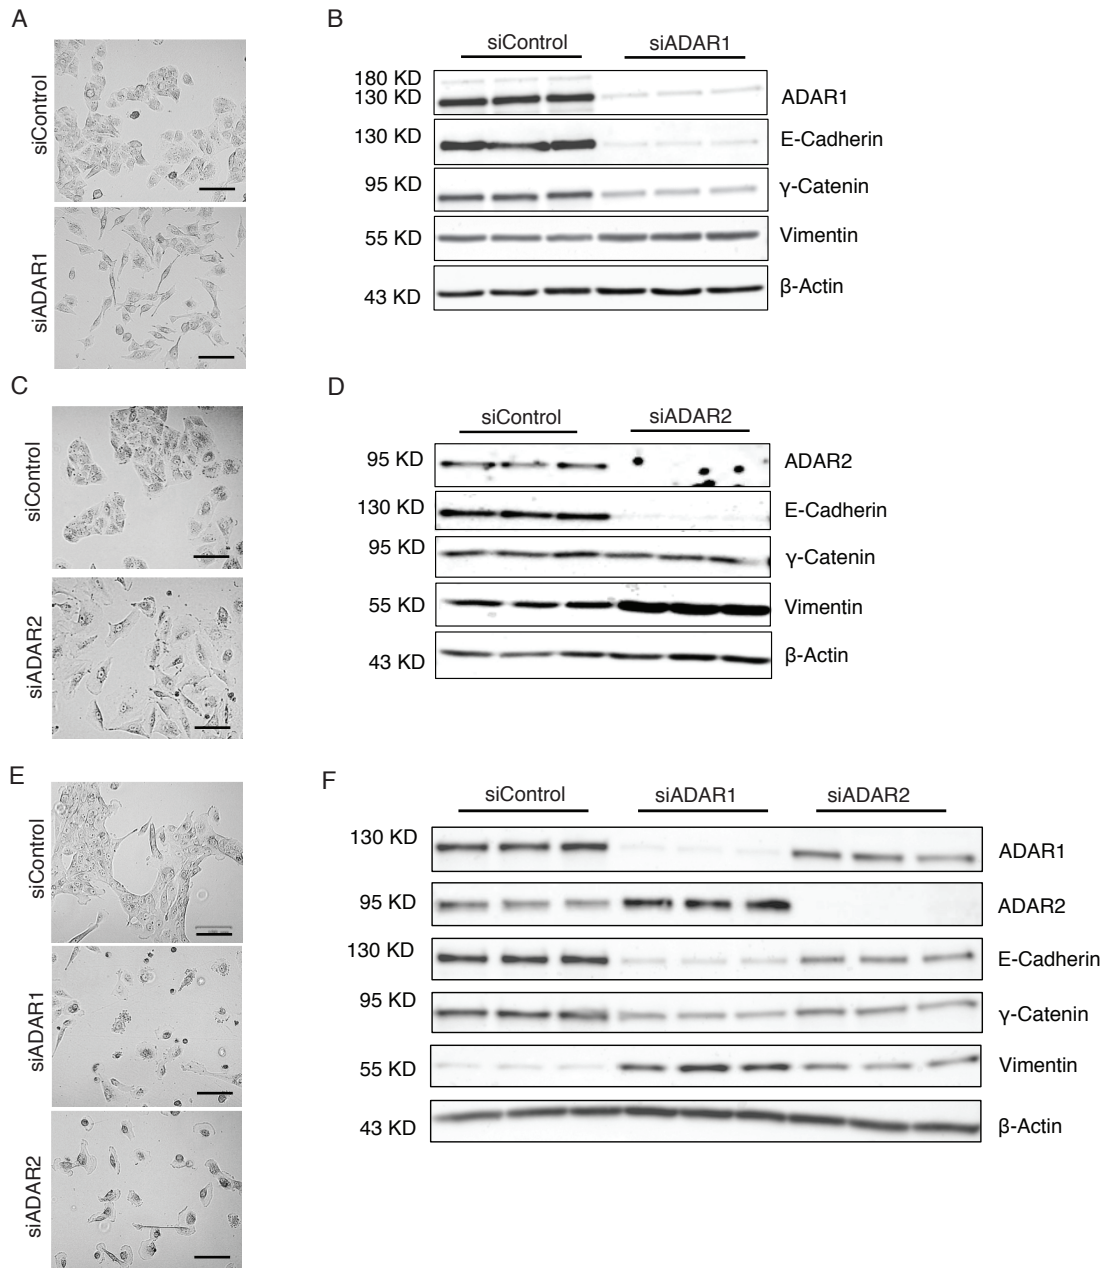 A
siControl
siADAR1
B
siControl siADAR1
180 KD
130 KD ADAR1
130 KD E-Cadherin
95 KD γ-Catenin
55 KD Vimentin
43 KD β-Actin
C
siControl
siADAR2
D
siControl siADAR2
95 KD ADAR2
130 KD E-Cadherin
95 KD γ-Catenin
55 KD Vimentin
43 KD β-Actin
E
siControl
siADAR1
siADAR2
F
siControl siADAR1 siADAR2
130 KD ADAR1
95 KD ADAR2
130 KD E-Cadherin
95 KD γ-Catenin
55 KD Vimentin
43 KD β-Actin